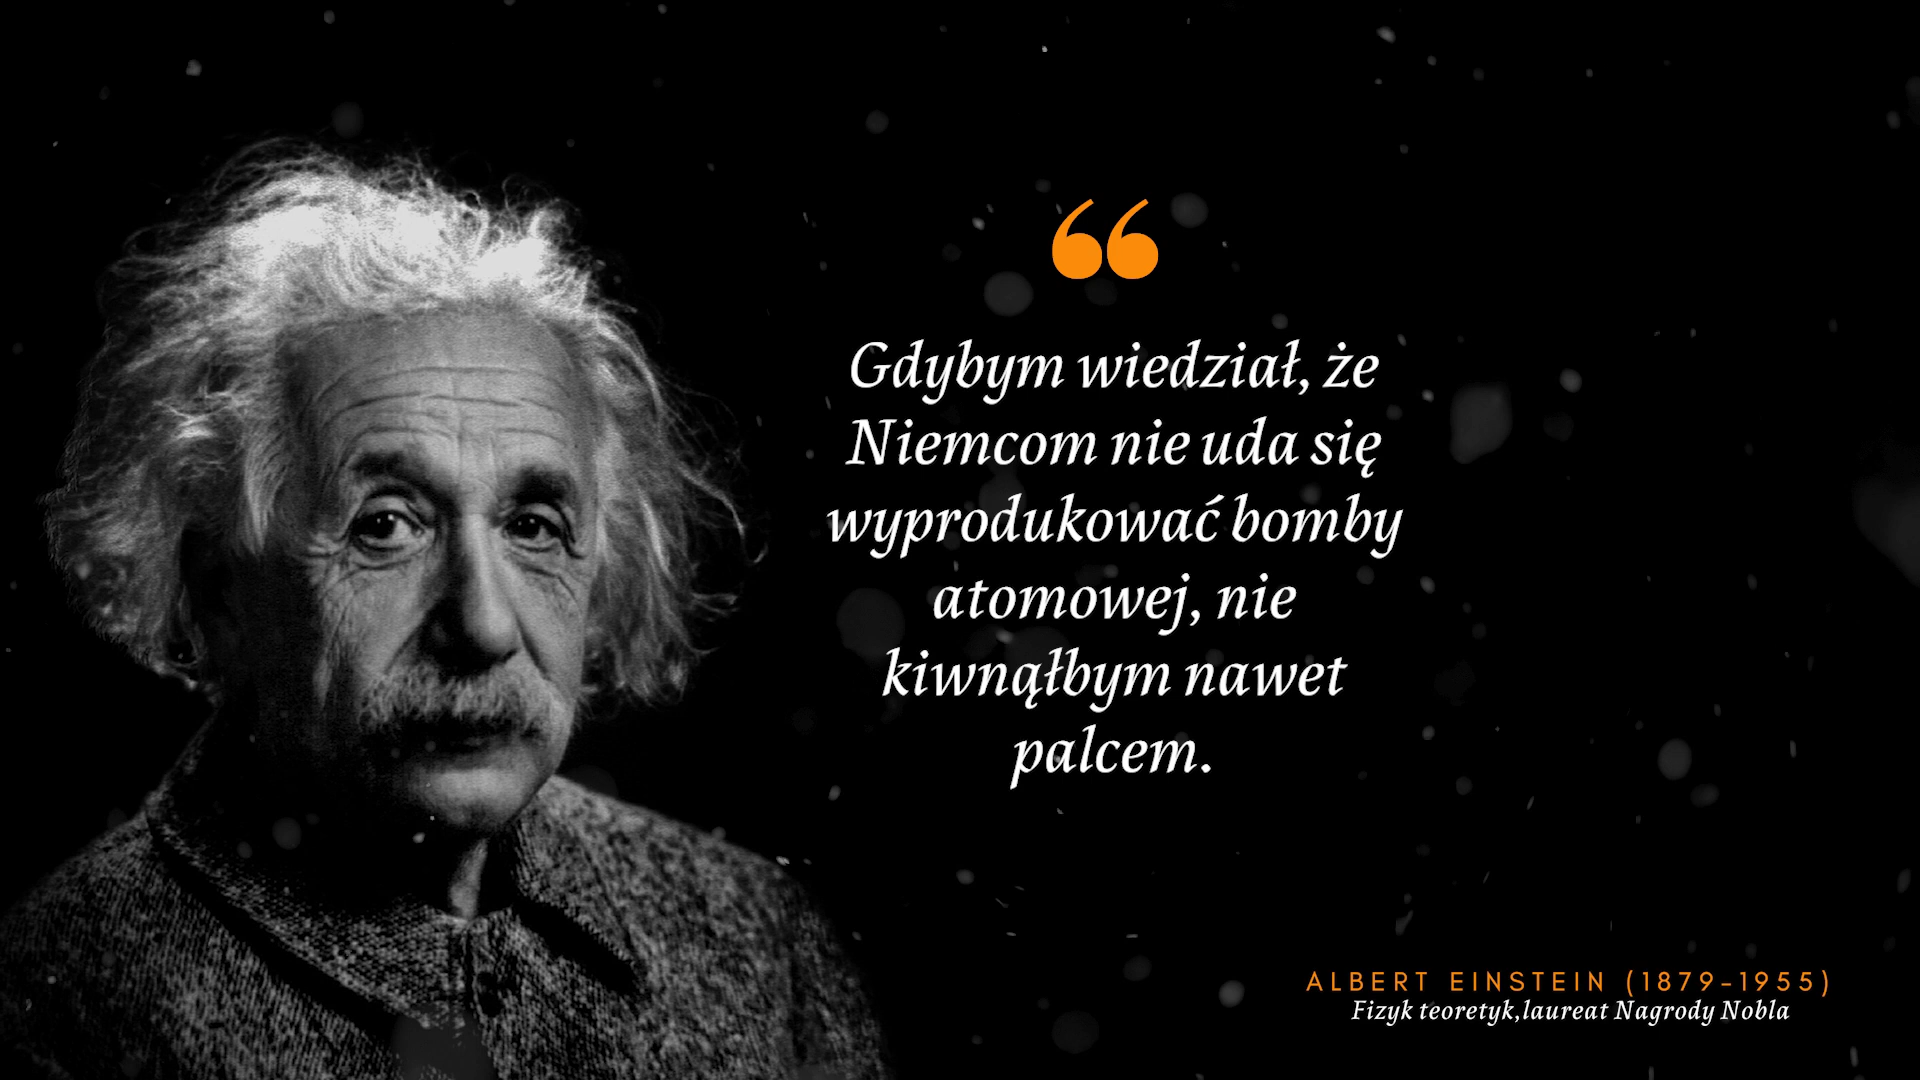 “
Gdybym wiedział, że
Niemcom nie uda się
wyprodukować bomby
atomowej, nie
kiwnąłbym nawet
palcem.
ALBERT EINSTEIN (1879-1955)
Fizyk teoretyk,laureat Nagrody Nobla